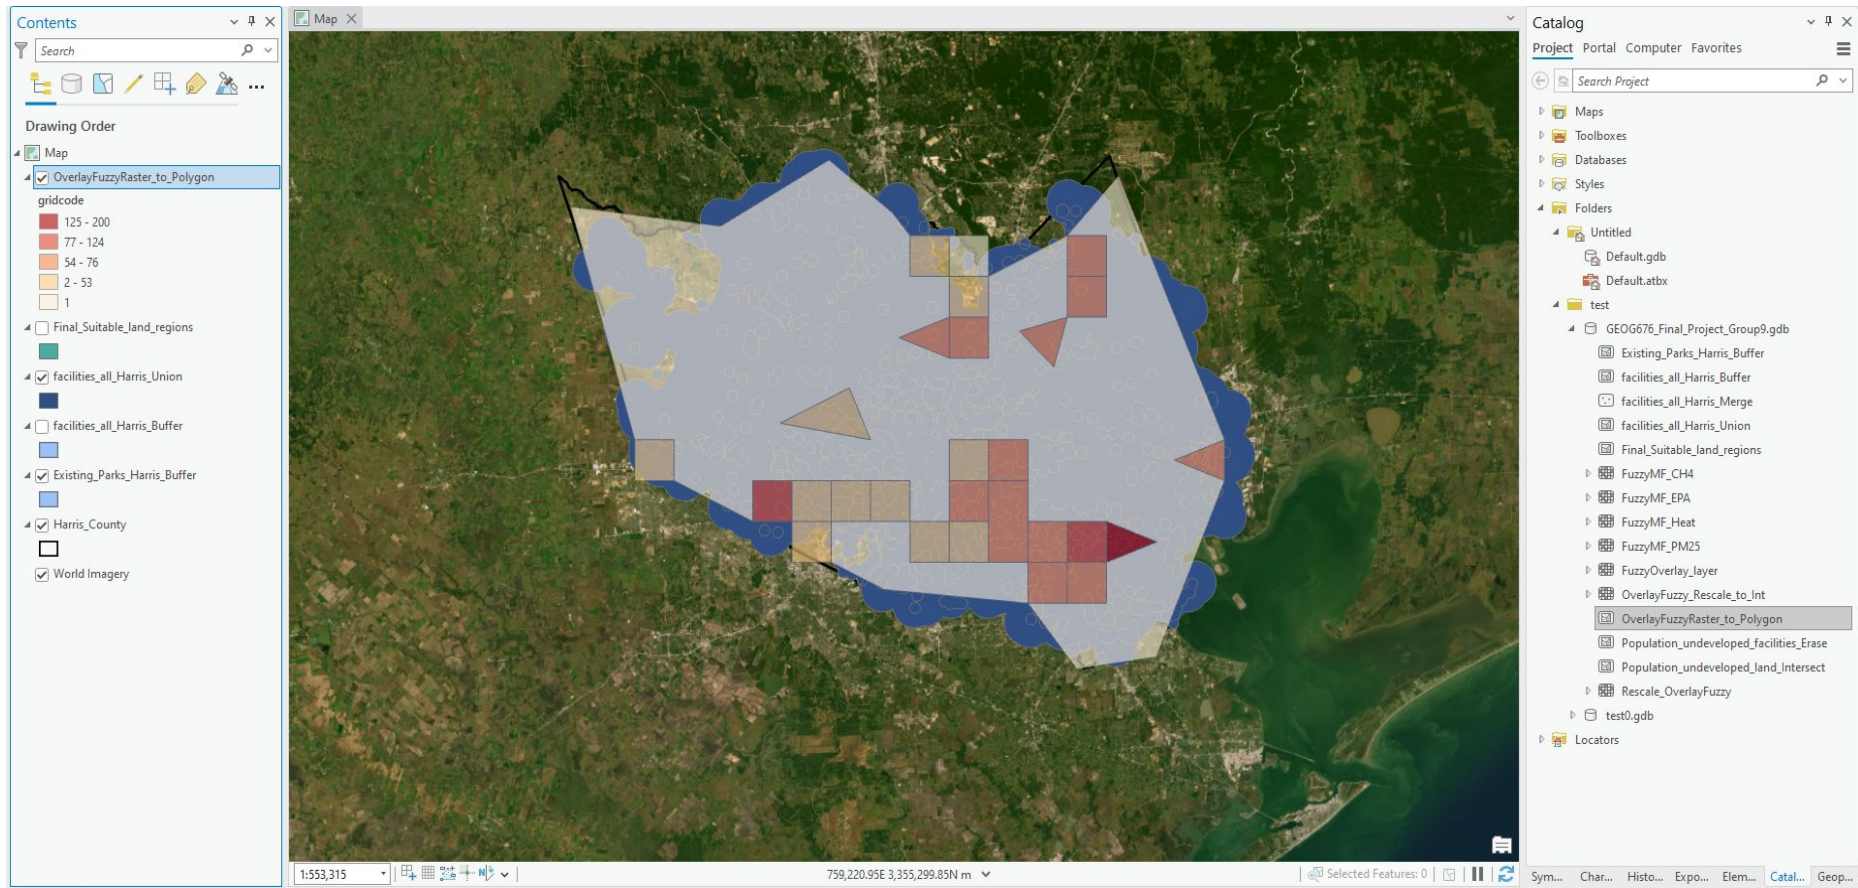 Contents
Search
Drawing Order
Map
OverlayFuzzyRaster_to_Polygon
gridcode
125 - 200
77 - 124
54 - 76
2 - 53
1
Final_Suitable_land_regions
facilities_all_Harris_Union
facilities_all_Harris_Buffer
Existing_Parks_Harris_Buffer
Harris_County
World Imagery
Map
1:553,315
759,220.95E 3,355,299.85N m
Selected Features: 0
Catalog
Project Portal Computer Favorites
Search Project
Maps
Toolboxes
Databases
Styles
Folders
Untitled
Default.gdb
Default.atbx
test
GEOG676_Final_Project_Group9.gdb
Existing_Parks_Harris_Buffer
facilities_all_Harris_Buffer
facilities_all_Harris_Merge
facilities_all_Harris_Union
Final_Suitable_land_regions
FuzzyMF_CH4
FuzzyMF_EPA
FuzzyMF_Heat
FuzzyMF_PM25
FuzzyOverlay_layer
OverlayFuzzy_Rescale_to_Int
OverlayFuzzyRaster_to_Polygon
Population_undeveloped_facilities_Erase
Population_undeveloped_land_Intersect
Rescale_OverlayFuzzy
test0.gdb
Locators
Sym... Char... Histo... Expo... Elem... Catal... Geop...